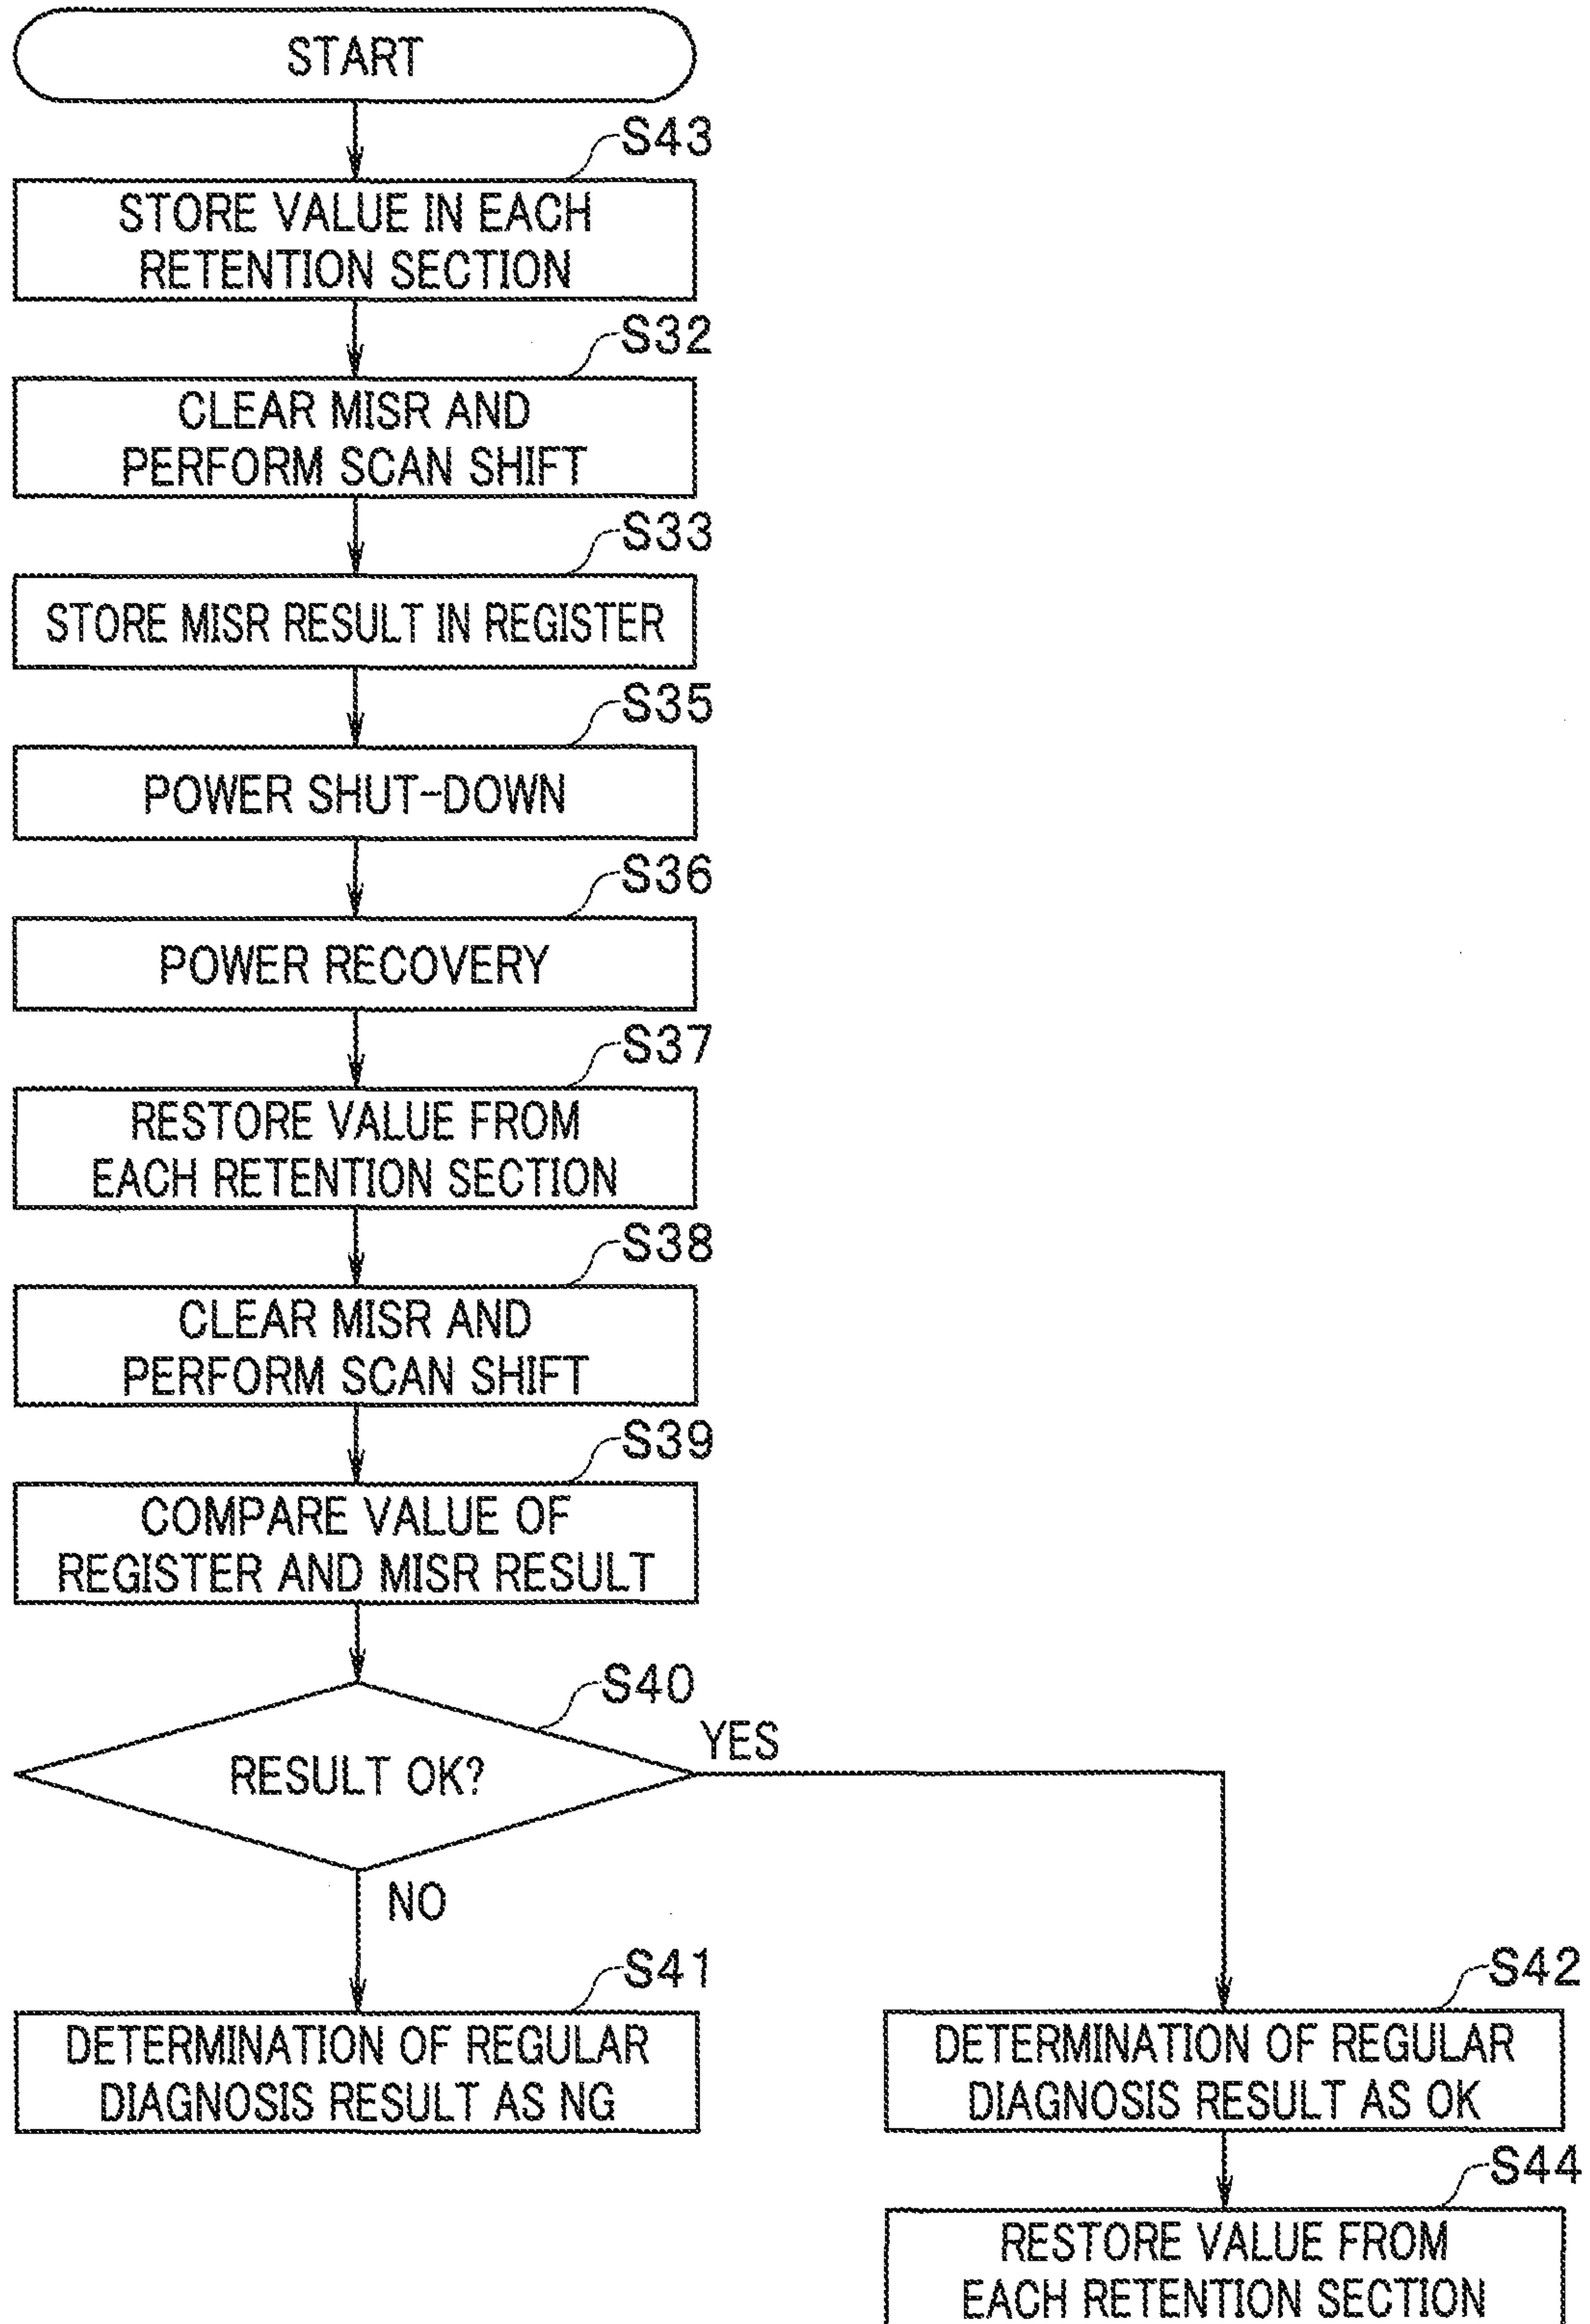 START
S43
STORE VALUE IN EACH
RETENTION SECTION
S32
CLEAR MISR AND
PERFORM SCAN SHIFT
S33
STORE MISR RESULT IN REGISTER
S35
POWER SHUT-DOWN
S36
POWER RECOVERY
S37
RESTORE VALUE FROM
EACH RETENTION SECTION
S38
CLEAR MISR AND
PERFORM SCAN SHIFT
S39
COMPARE VALUE OF
REGISTER AND MISR RESULT
S40
RESULT OK?
YES
NO
S41
DETERMINATION OF REGULAR
DIAGNOSIS RESULT AS NG
S42
DETERMINATION OF REGULAR
DIAGNOSIS RESULT AS OK
S44
RESTORE VALUE FROM
EACH RETENTION SECTION